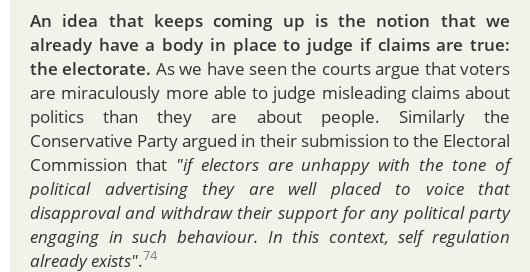 An idea that keeps coming up is the notion that we
already have a body in place to judge if claims are true:
the electorate. As we have seen the courts argue that voters
are miraculously more able to judge misleading claims about
politics than they are about people. Similarly the
Conservative Party argued in their submission to the Electoral
Commission that "if electors are unhappy with the tone of
political advertising they are well placed to voice that
disapproval and withdraw their support for any political party
engaging in such behaviour. In this context, self regulation
already exists".74